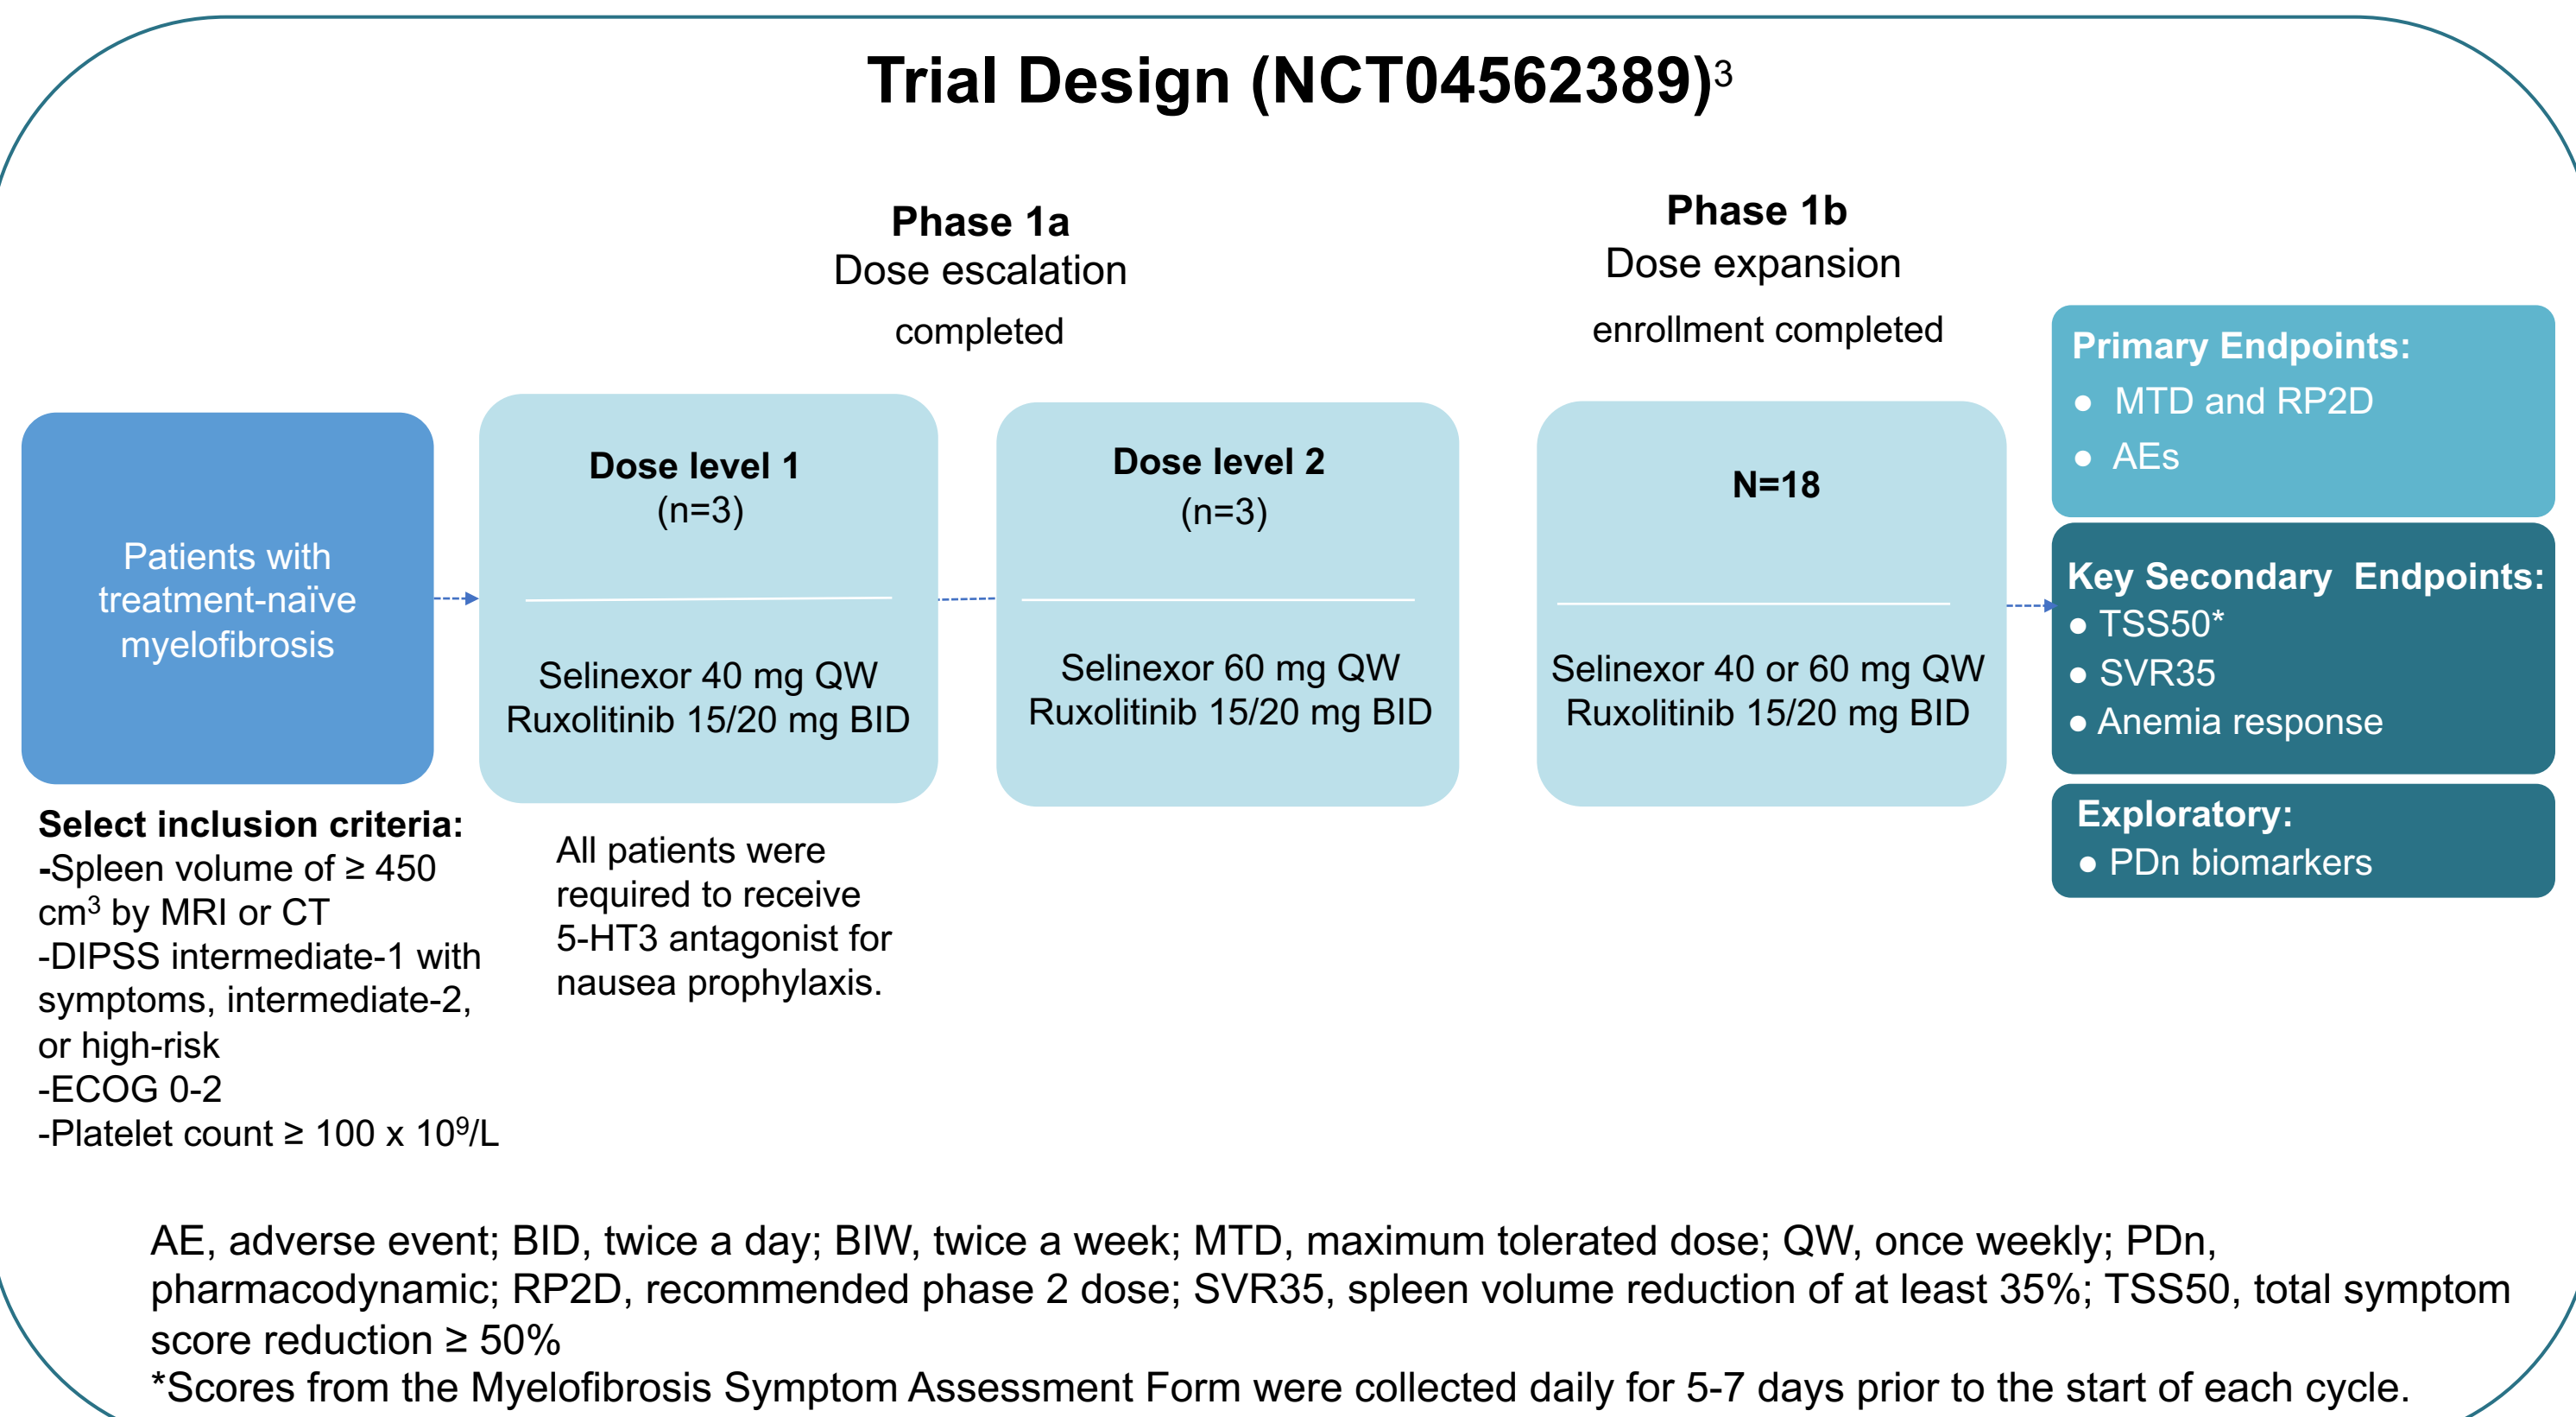 Trial Design (NCT04562389)³
Phase 1a
Dose escalation
completed
Phase 1b
Dose expansion
enrollment completed
Patients with
treatment-naïve
myelofibrosis
Select inclusion criteria:
-Spleen volume of ≥ 450
cm³ by MRI or CT
-DIPSS intermediate-1 with
symptoms, intermediate-2,
or high-risk
-ECOG 0-2
-Platelet count ≥ 100 x 10⁹/L
Dose level 1
(n=3)
Selinexor 40 mg QW
Ruxolitinib 15/20 mg BID
All patients were
required to receive
5-HT3 antagonist for
nausea prophylaxis.
Dose level 2
(n=3)
Selinexor 60 mg QW
Ruxolitinib 15/20 mg BID
N=18
Selinexor 40 or 60 mg QW
Ruxolitinib 15/20 mg BID
Primary Endpoints:
● MTD and RP2D
● AEs
Key Secondary Endpoints:
● TSS50*
● SVR35
● Anemia response
Exploratory:
● PDn biomarkers
AE, adverse event; BID, twice a day; BIW, twice a week; MTD, maximum tolerated dose; QW, once weekly; PDn,
pharmacodynamic; RP2D, recommended phase 2 dose; SVR35, spleen volume reduction of at least 35%; TSS50, total symptom
score reduction ≥ 50%
*Scores from the Myelofibrosis Symptom Assessment Form were collected daily for 5-7 days prior to the start of each cycle.